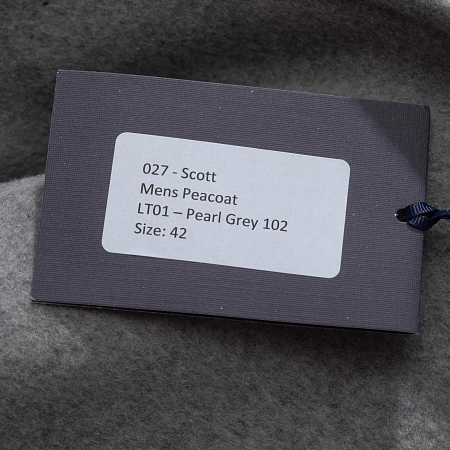 027 - Scott
Mens Peacoat
LT01 – Pearl Grey 102
Size: 42